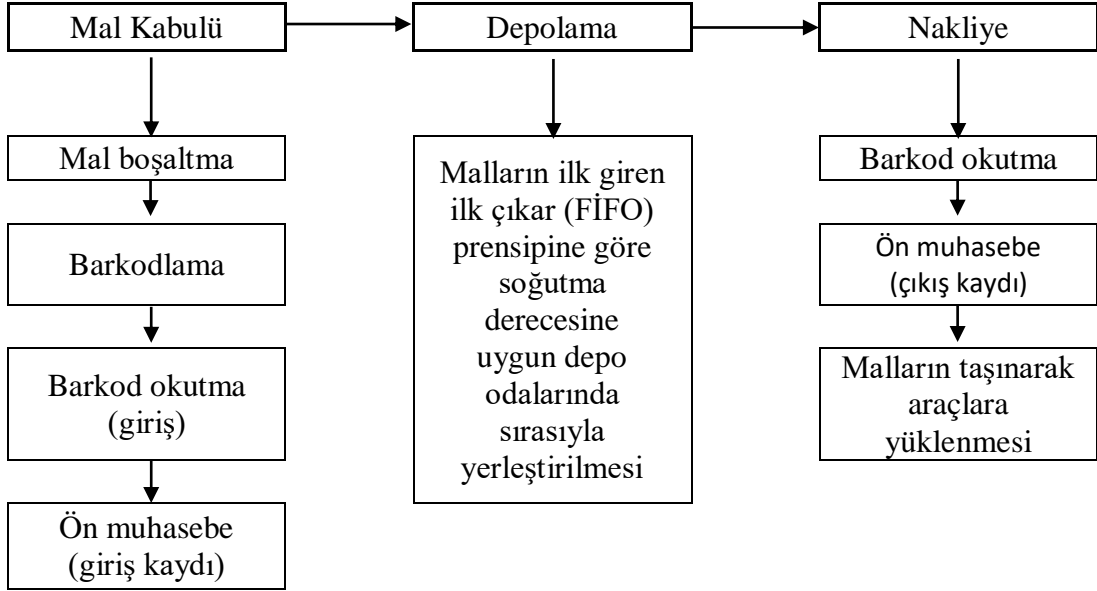 Mal Kabulü
Depolama
Nakliye
Mal boşaltma
Barkodlama
Barkod okutma
(giriş)
Ön muhasebe
(giriş kaydı)
Malların ilk giren
ilk çıkar (FİFO)
prensipine göre
soğutma
derecesine
uygun depo
odalarında
sırasıyla
yerleştirilmesi
Barkod okutma
Ön muhasebe
(çıkış kaydı)
Malların taşınarak
araçlara
yüklenmesi